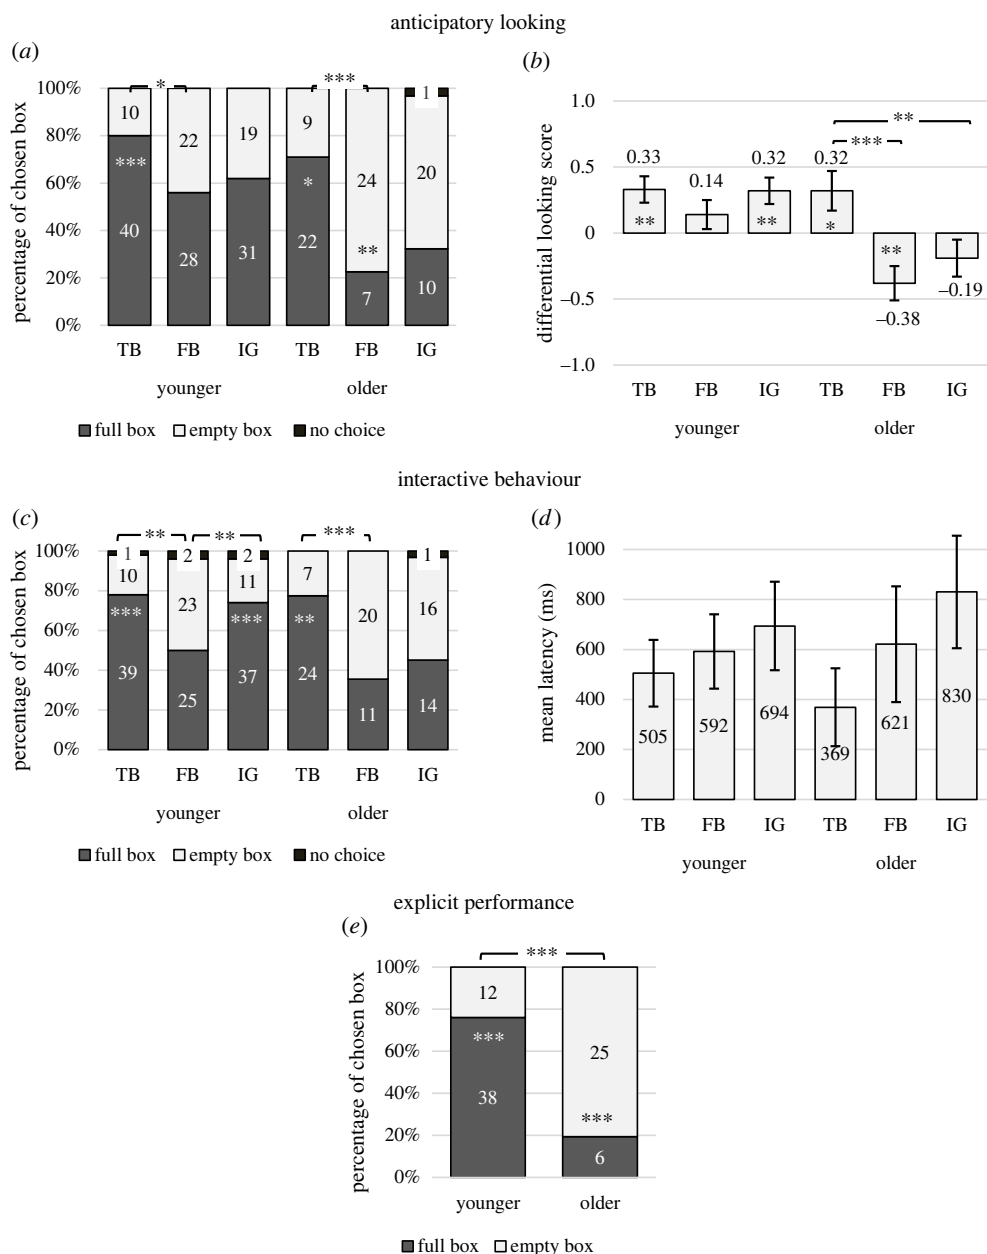 anticipatory looking
(a)
percentage of chosen box
100%
80%
60%
40%
20%
0%
* ***
10 22 19 9 24 1 20
*** * **
40 28 31 22 7 10
TB FB IG TB FB IG
younger older
full box empty box no choice
(b)
differential looking score
1.0
0.5
0
–0.5
–1.0
**
***
0.33 0.14 0.32 0.32
** ** * **
–0.38 –0.19
TB FB IG TB FB IG
younger older
interactive behaviour
(c)
percentage of chosen box
100%
80%
60%
40%
20%
0%
** ** ***
1 2 2 1
10 23 11 7 20 16
*** *** **
39 25 37 24 11 14
TB FB IG TB FB IG
younger older
full box empty box no choice
(d)
mean latency (ms)
1000
800
600
400
200
0
505 592 694 369 621 830
TB FB IG TB FB IG
younger older
explicit performance
(e)
percentage of chosen box
100%
80%
60%
40%
20%
0%
***
12 25
*** ***
38 6
younger older
full box empty box